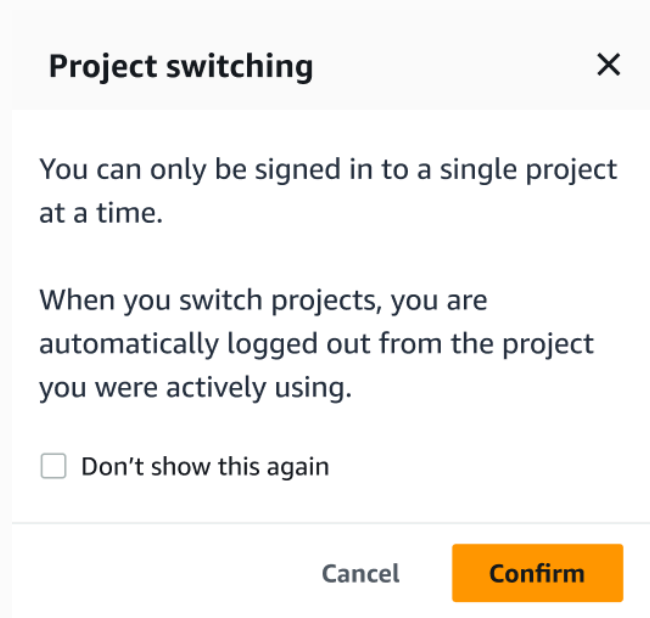 Project switching
You can only be signed in to a single project
at a time.
When you switch projects, you are
automatically logged out from the project
you were actively using.
Don’t show this again
Cancel
Confirm